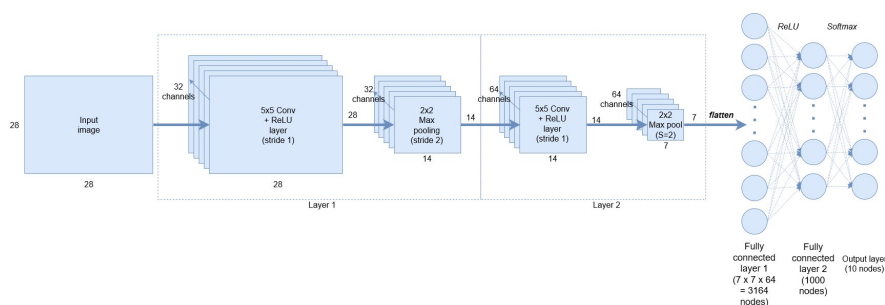 ReLU
Softmax
32
channels
5x5 Conv
+ ReLU
layer
(stride 1)
28
28
32
channels
2x2
Max
pooling
(stride 2)
14
14
64
channels
5x5 Conv
+ ReLU
layer
(stride 1)
14
14
64
channels
2x2
Max pool
(S=2)
7
7
flatten
Input
image
28
28
Layer 1
Layer 2
Fully
connected
layer 1
(7 x 7 x 64
= 3164
nodes)
Fully
connected
layer 2
(1000
nodes)
Output layer
(10 nodes)